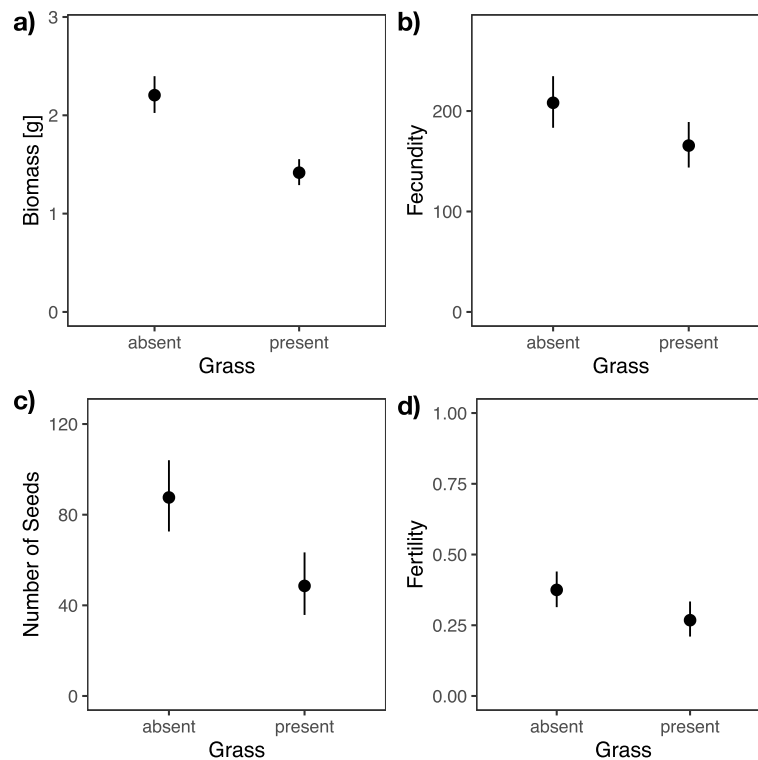 a)
3
2
1
0
Biomass [g]
absent present
Grass
b)
200
100
0
Fecundity
absent present
Grass
c)
120
80
40
0
Number of Seeds
absent present
Grass
d)
1.00
0.75
0.50
0.25
0.00
Fertility
absent present
Grass